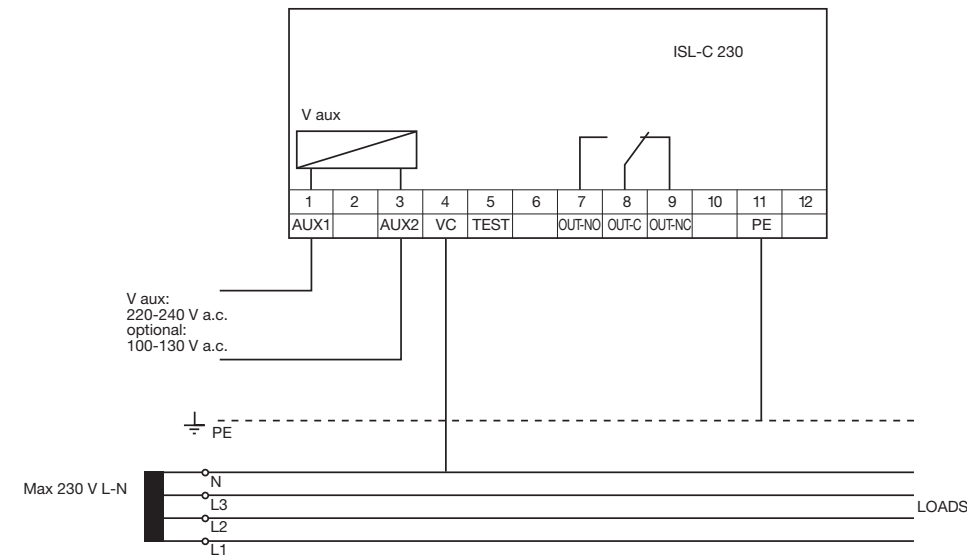 ISL-C 230
V aux
1 2 3 4 5 6 7 8 9 10 11 12
AUX1 AUX2 VC TEST OUT-NO OUT-C OUT-NC PE
V aux:
220-240 V a.c.
optional:
100-130 V a.c.
PE
Max 230 V L-N
N
L3
LOADS
L2
L1